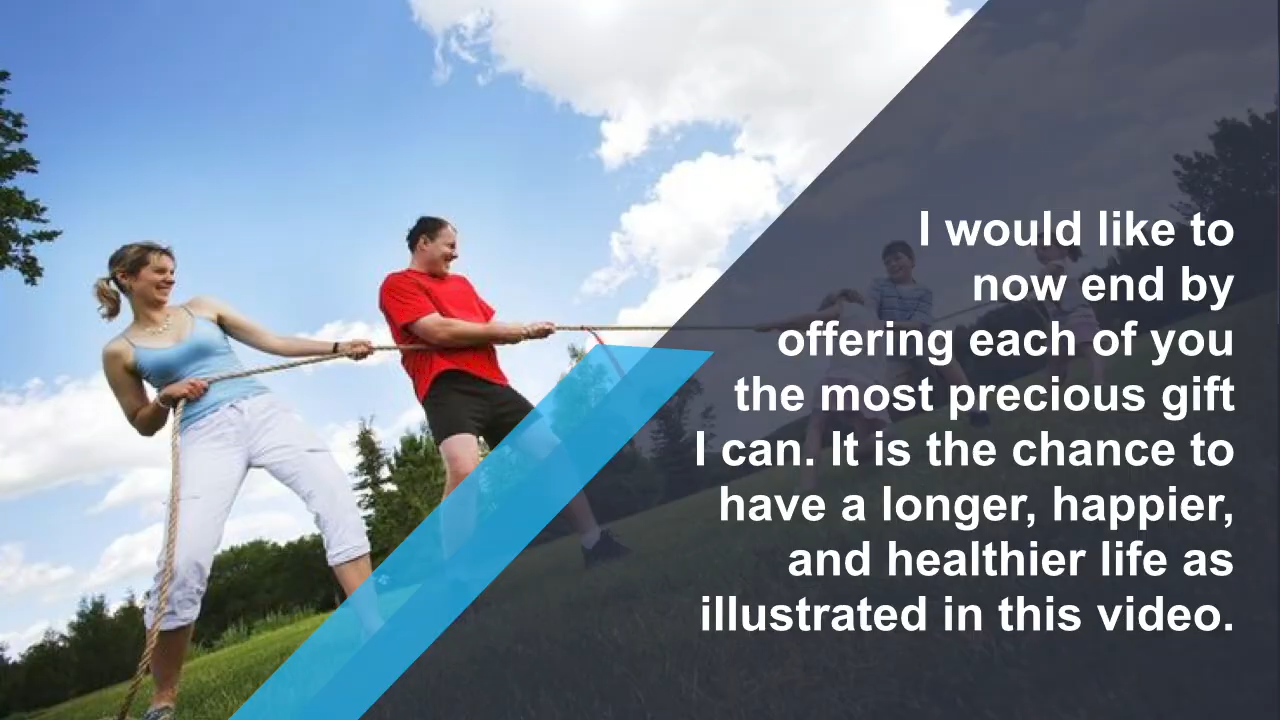 I would like to
now end by
offering each of you
the most precious gift
I can. It is the chance to
have a longer, happier,
and healthier life as
illustrated in this video.